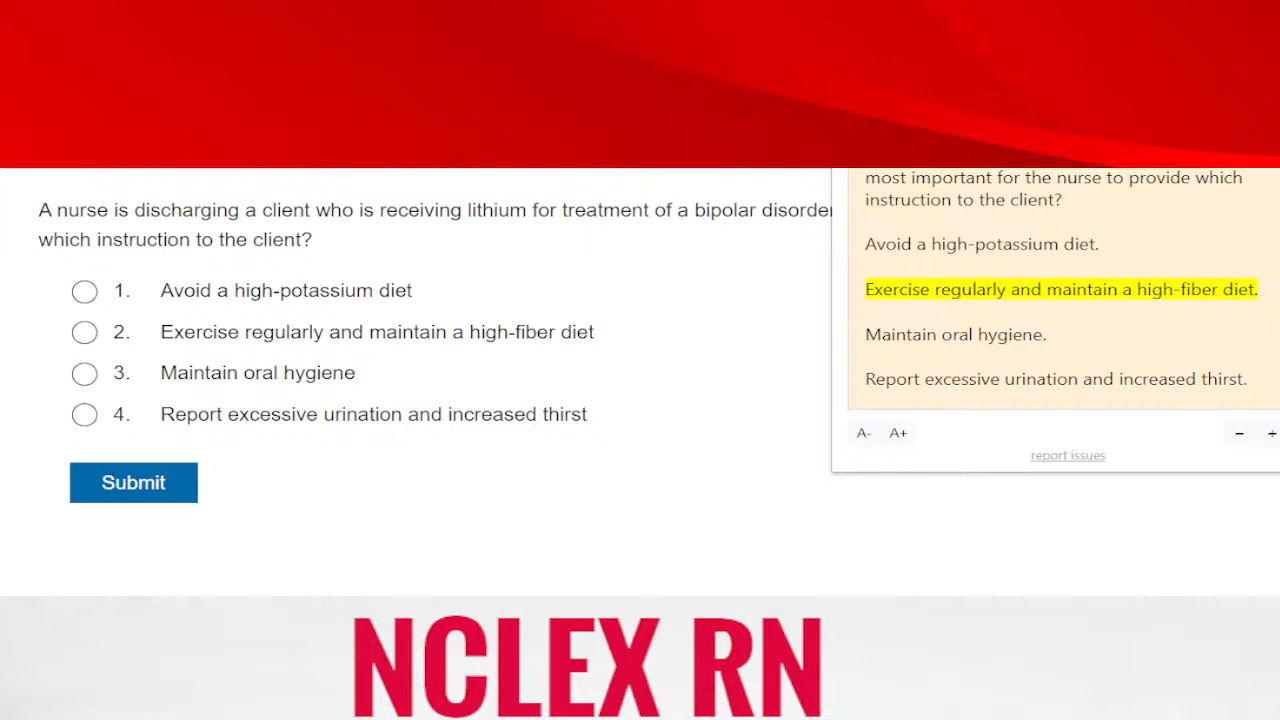 A nurse is discharging a client who is receiving lithium for treatment of a bipolar disorder
which instruction to the client?
1. Avoid a high-potassium diet
2. Exercise regularly and maintain a high-fiber diet
3. Maintain oral hygiene
4. Report excessive urination and increased thirst
Submit
most important for the nurse to provide which
instruction to the client?
Avoid a high-potassium diet.
Exercise regularly and maintain a high-fiber diet.
Maintain oral hygiene.
Report excessive urination and increased thirst.
A- A+ − +
report issues
NCLEX RN